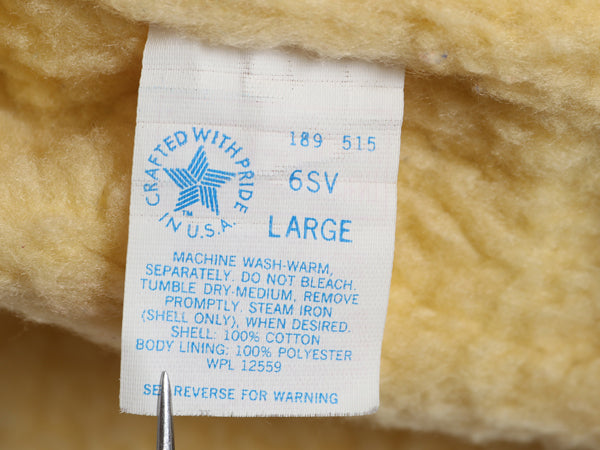 CRAFTED WITH PRIDE
IN U.S.A.
TM
189 515
6SV
LARGE
MACHINE WASH-WARM,
SEPARATELY. DO NOT BLEACH.
TUMBLE DRY-MEDIUM, REMOVE
PROMPTLY. STEAM IRON
(SHELL ONLY), WHEN DESIRED.
SHELL: 100% COTTON
BODY LINING: 100% POLYESTER
WPL 12559
SEE REVERSE FOR WARNING